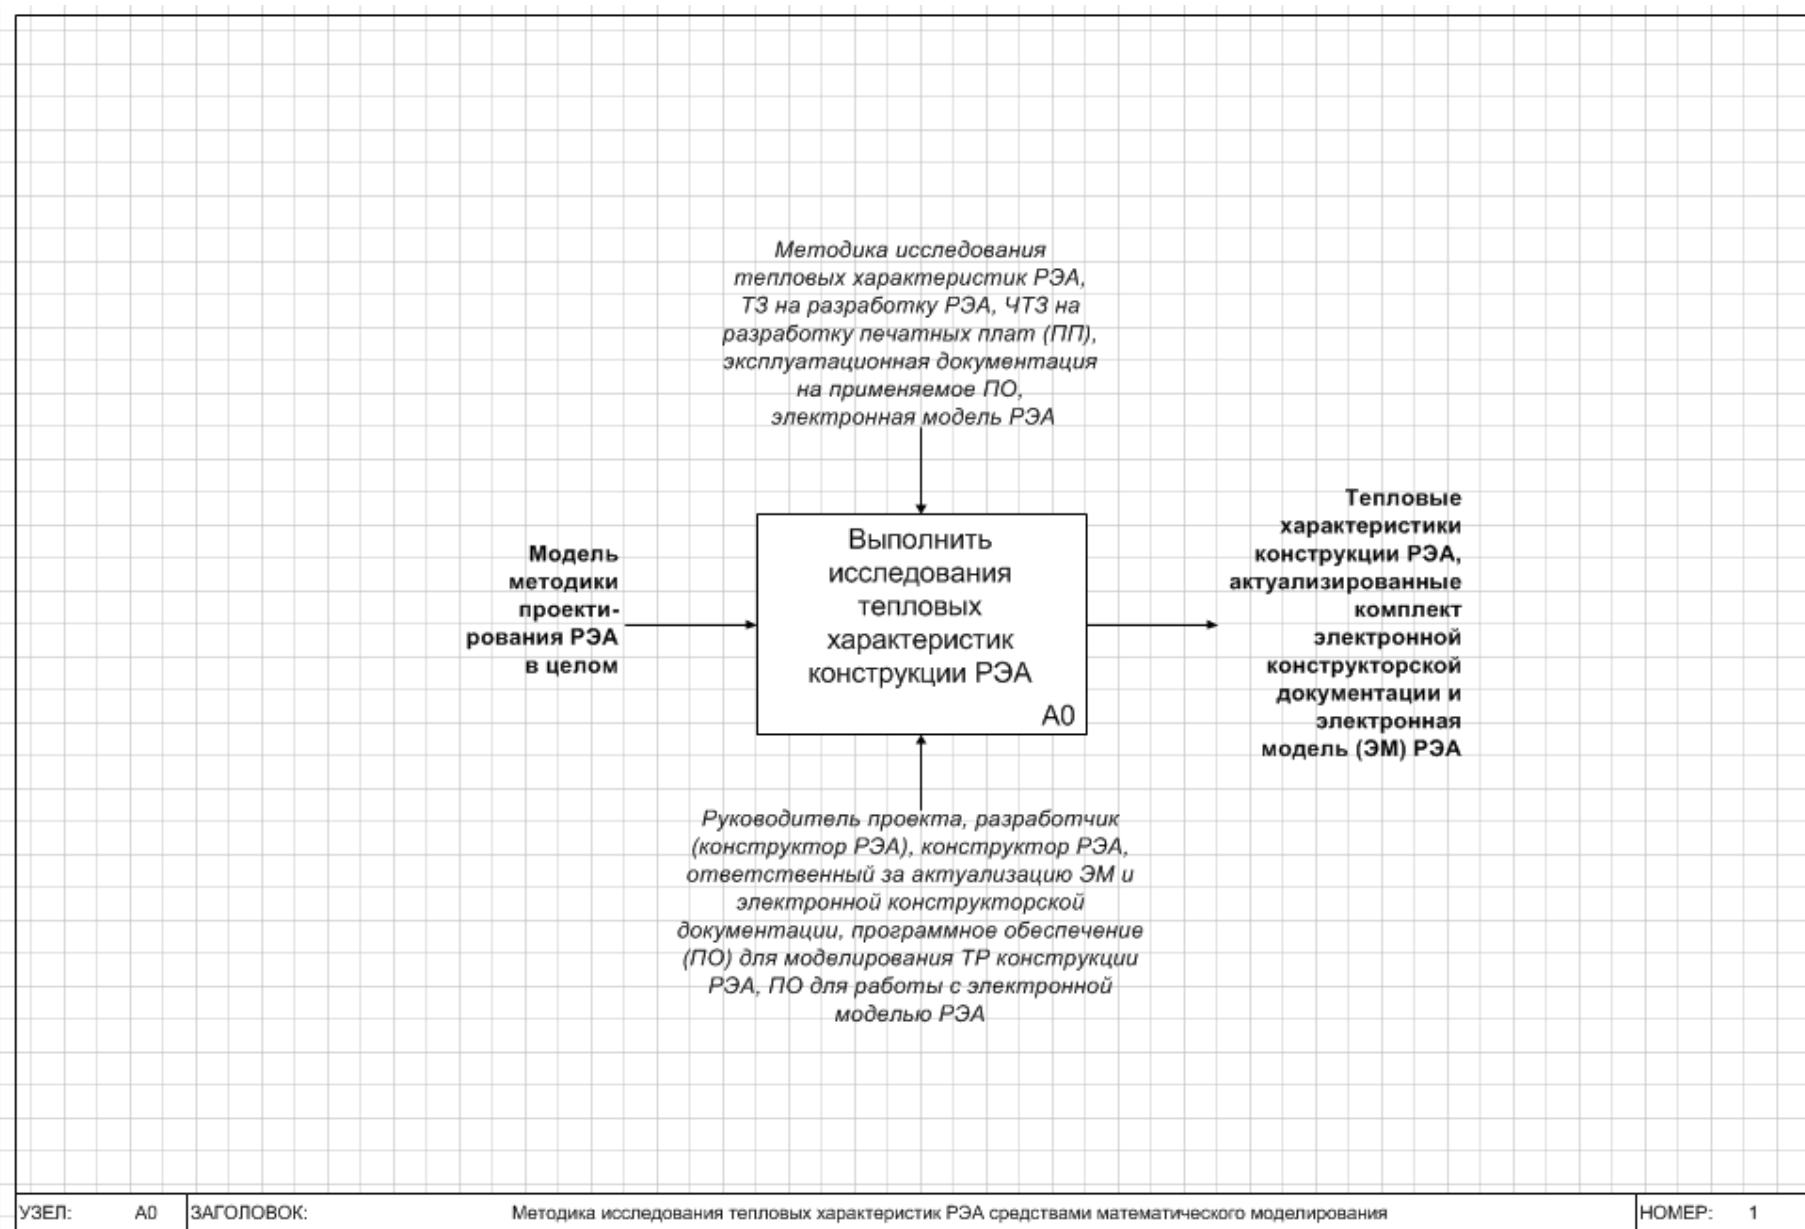 Методика исследования
тепловых характеристик РЭА,
ТЗ на разработку РЭА, ЧТЗ на
разработку печатных плат (ПП),
эксплуатационная документация
на применяемое ПО,
электронная модель РЭА
Модель
методики
проекти-
рования РЭА
в целом
Выполнить
исследования
тепловых
характеристик
конструкции РЭА
A0
Тепловые
характеристики
конструкции РЭА,
актуализированные
комплект
электронной
конструкторской
документации и
электронная
модель (ЭМ) РЭА
Руководитель проекта, разработчик
(конструктор РЭА), конструктор РЭА,
ответственный за актуализацию ЭМ и
электронной конструкторской
документации, программное обеспечение
(ПО) для моделирования ТР конструкции
РЭА, ПО для работы с электронной
моделью РЭА
УЗЕЛ: A0 ЗАГОЛОВОК: Методика исследования тепловых характеристик РЭА средствами математического моделирования НОМЕР: 1